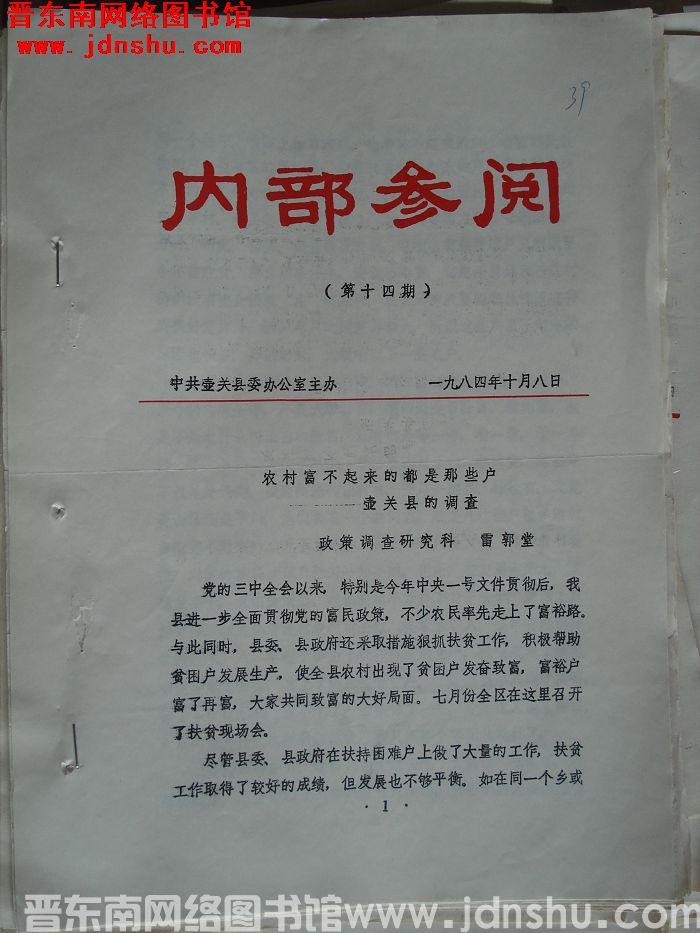 晋东南网络图书馆
www.jdnshu.com
39
内部参阅
（第十四期）
中共壶关县委办公室主办 一九八四年十月八日
农村富不起来的都是那些户
————壶关县的调查
政策调查研究科 雷郭堂
党的三中全会以来，特别是今年中央一号文件贯彻后，我
县进一步全面贯彻党的富民政策，不少农民率先走上了富裕路。
与此同时，县委、县政府还采取措施狠抓扶贫工作，积极帮助
贫困户发展生产，使全县农村出现了贫困户发奋致富，富裕户
富了再富，大家共同致富的大好局面。七月份全区在这里召开
了扶贫现场会。
尽管县委、县政府在扶持困难户上做了大量的工作，扶贫
工作取得了较好的成绩，但发展也不够平衡。如在同一个乡或
·1·
晋东南网络图书馆 www.jdnshu.com